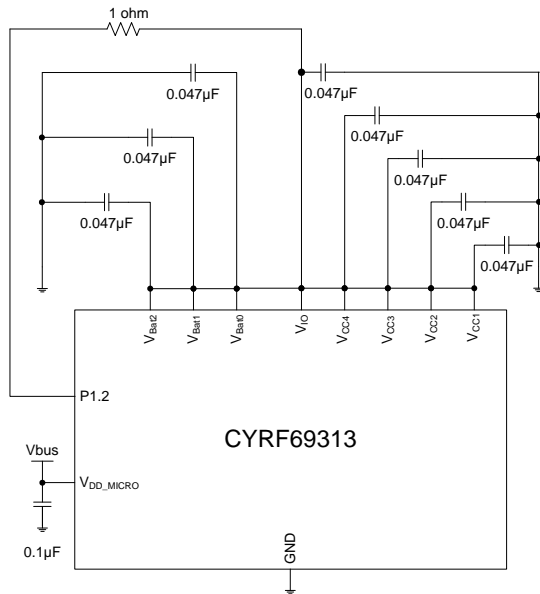 1 ohm
0.047µF
0.047µF
0.047µF
0.047µF
0.047µF
0.047µF
0.047µF
0.047µF
VBat2
VBat1
VBat0
VIO
VCC4
VCC3
VCC2
VCC1
P1.2
CYRF69313
Vbus
VDD_MICRO
0.1µF
GND